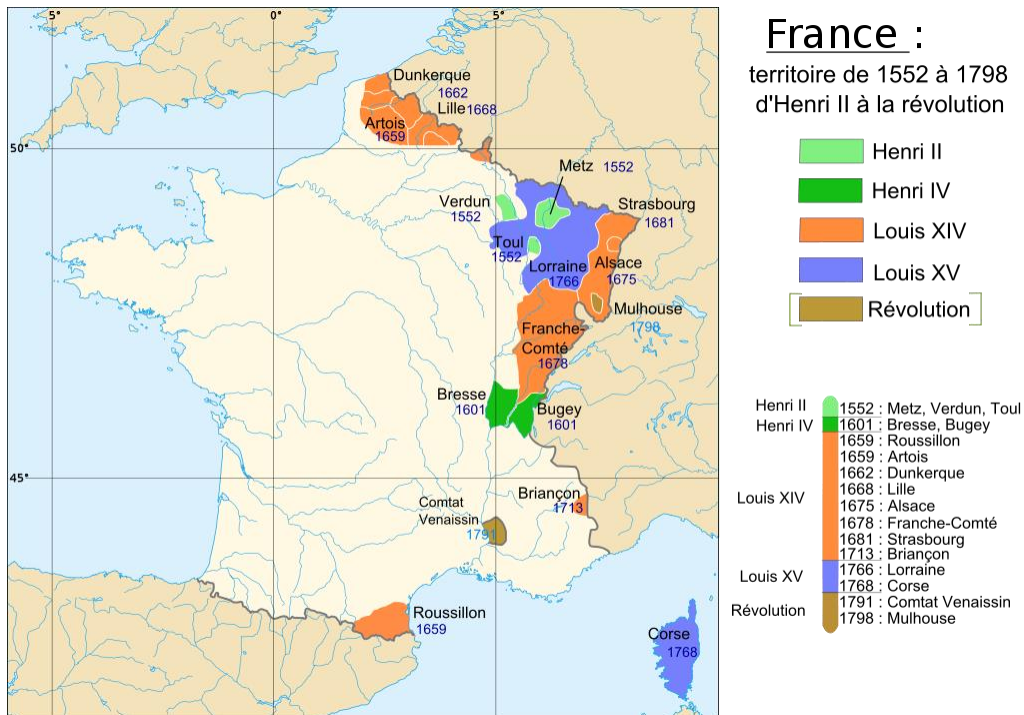 5°
0°
5°
France :
territoire de 1552 à 1798
d'Henri II à la révolution
Henri II
Henri IV
Louis XIV
Louis XV
Révolution
Dunkerque
1662
Lille 1668
Artois
1659
50°
Metz 1552
Verdun
1552
Strasbourg
1681
Toul
1552
Lorraine
1766
Alsace
1675
Mulhouse
1798
Franche-
Comté
1678
Bresse
1601
Bugey
1601
45°
Briançon
1713
Comtat
Venaissin
1791
Roussillon
1659
Corse
1768
Henri II
Henri IV
Louis XIV
Louis XV
Révolution
1552 : Metz, Verdun, Toul
1601 : Bresse, Bugey
1659 : Roussillon
1659 : Artois
1662 : Dunkerque
1668 : Lille
1675 : Alsace
1678 : Franche-Comté
1681 : Strasbourg
1713 : Briançon
1766 : Lorraine
1768 : Corse
1791 : Comtat Venaissin
1798 : Mulhouse